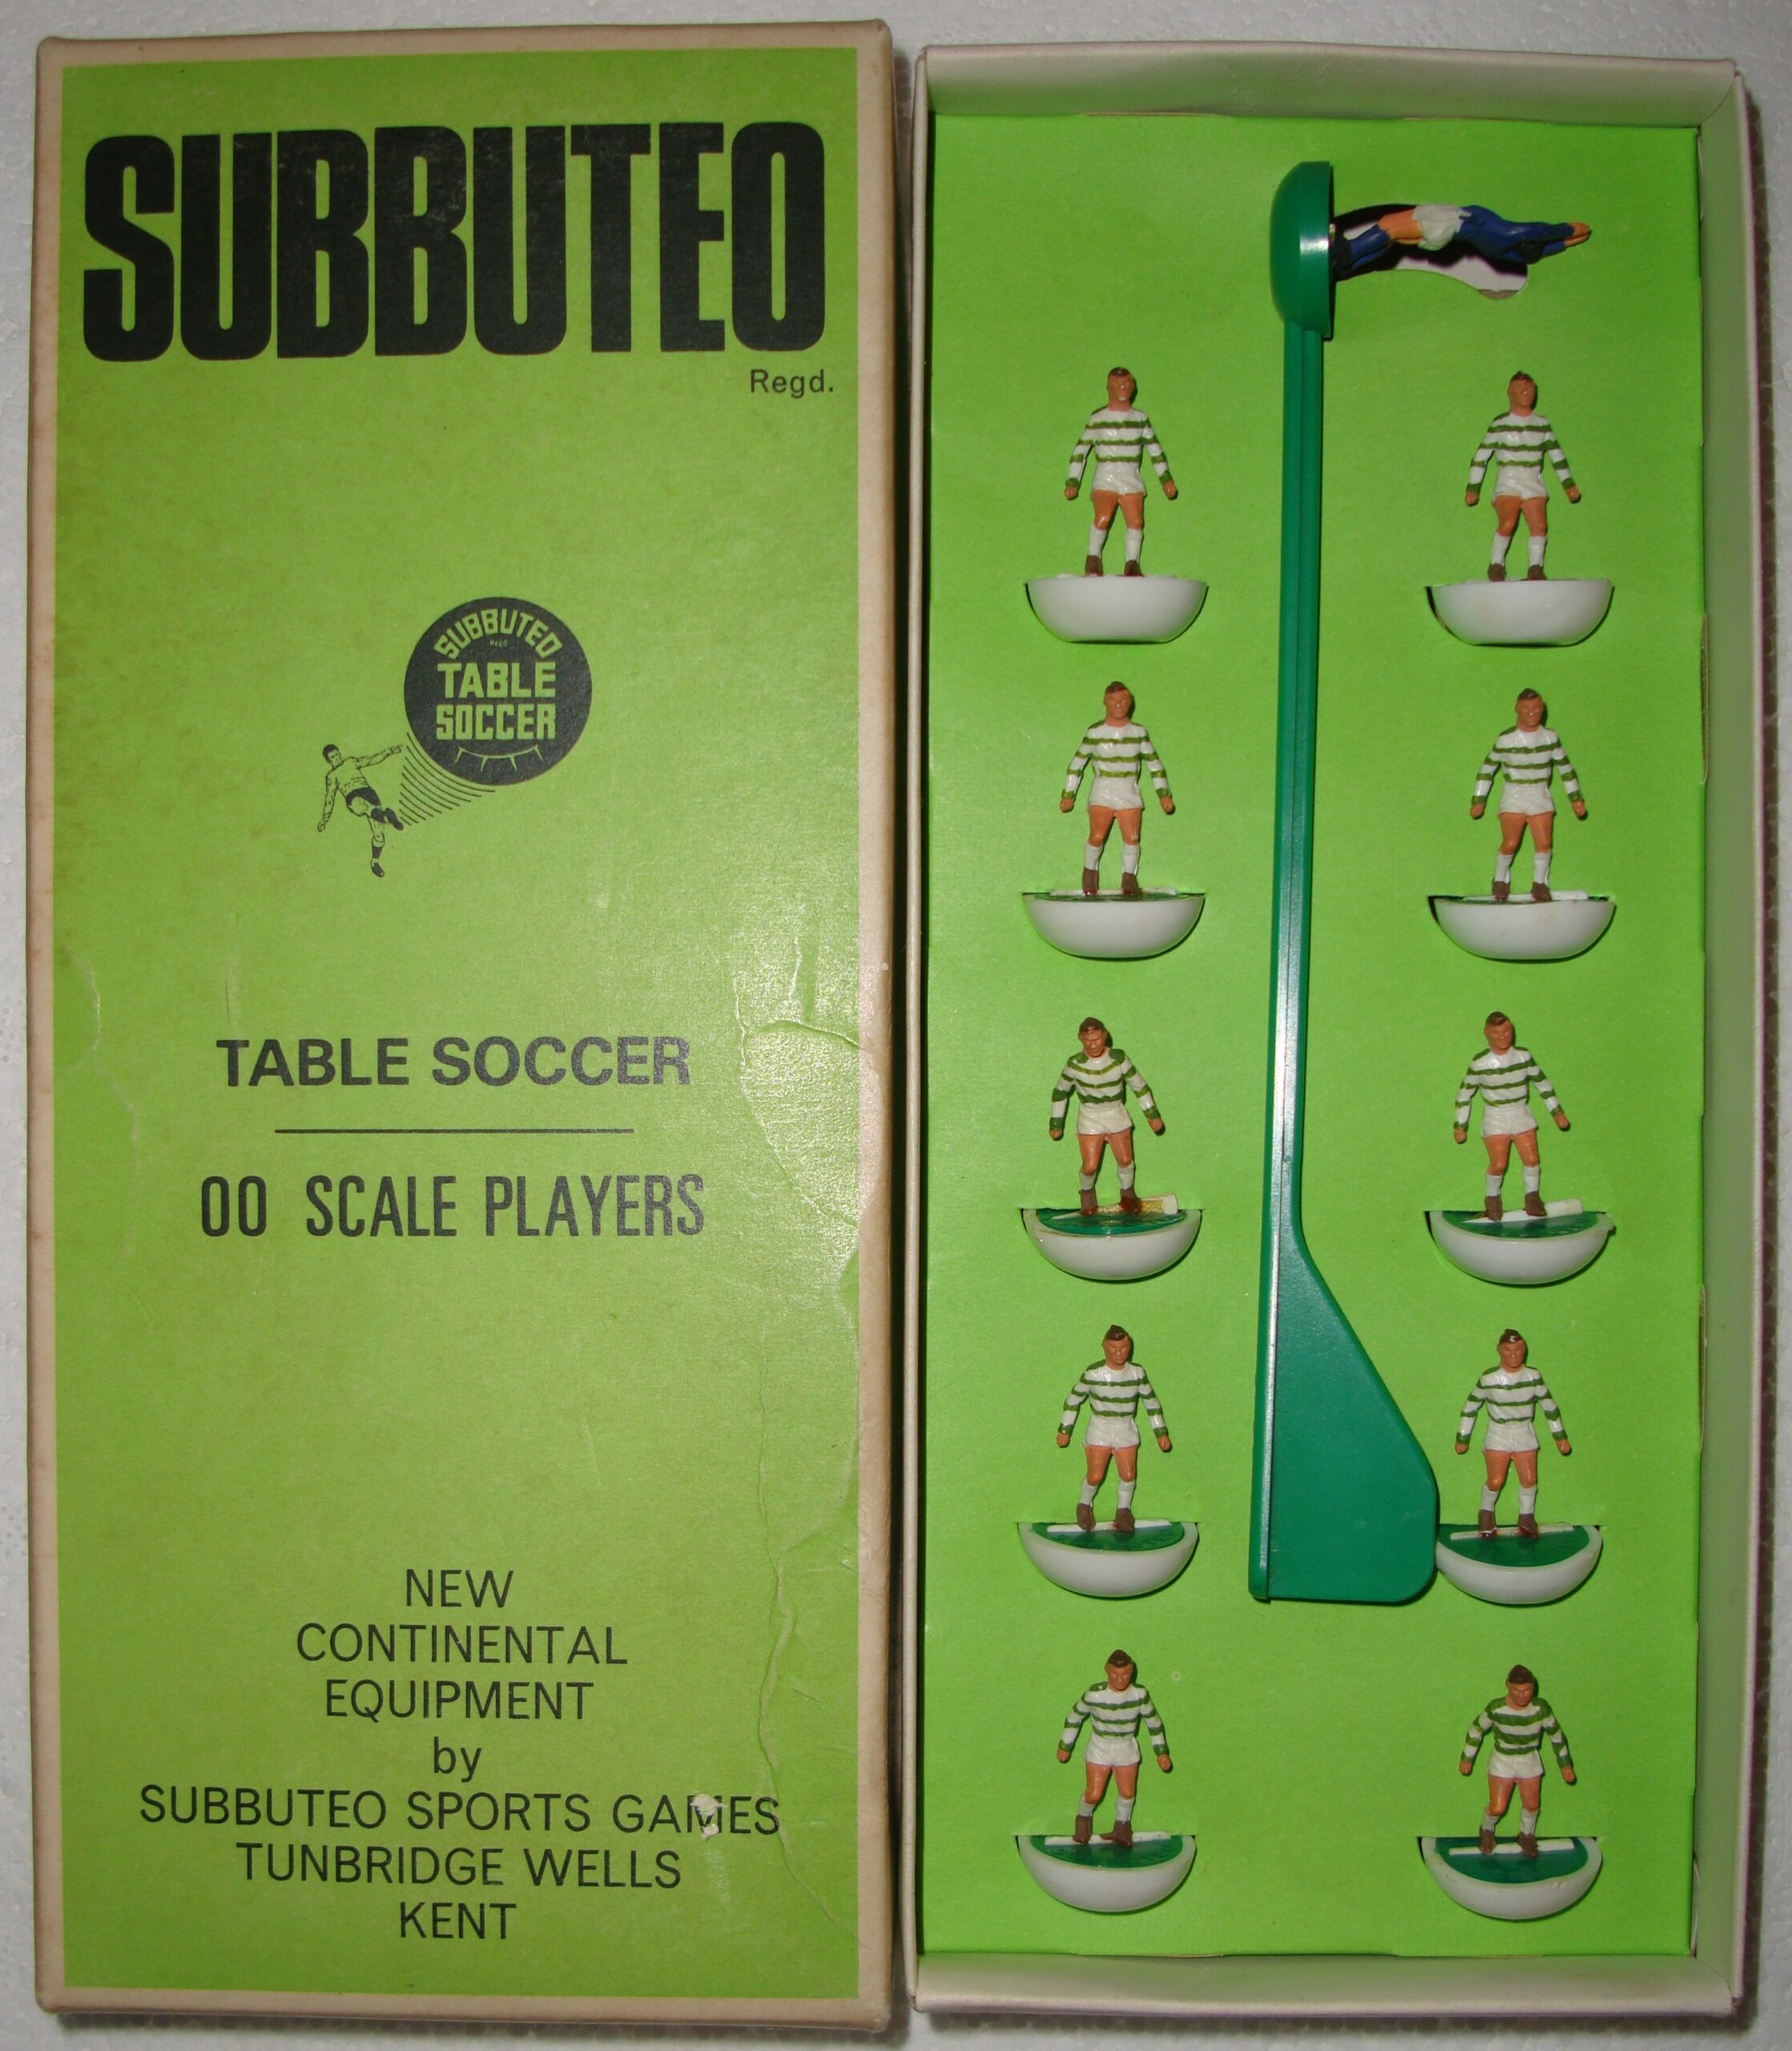 SUBBUTEO
Regd.
SUBBUTEO
TABLE
SOCCER
TABLE SOCCER
00 SCALE PLAYERS
NEW
CONTINENTAL
EQUIPMENT
by
SUBBUTEO SPORTS GAMES
TUNBRIDGE WELLS
KENT